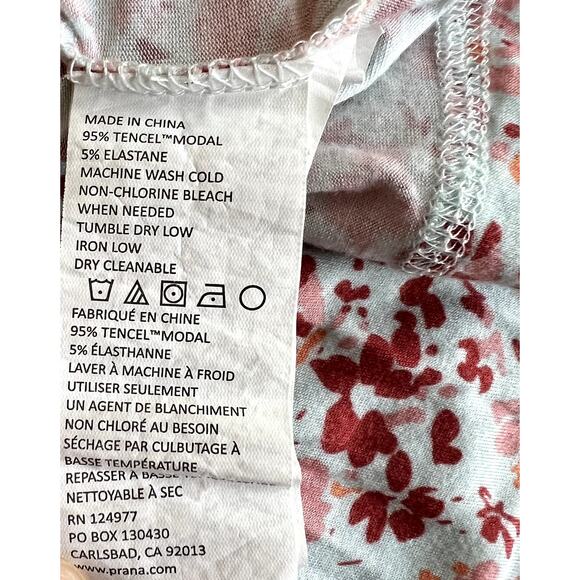 MADE IN CHINA
95% TENCEL™MODAL
5% ELASTANE
MACHINE WASH COLD
NON-CHLORINE BLEACH
WHEN NEEDED
TUMBLE DRY LOW
IRON LOW
DRY CLEANABLE
FABRIQUÉ EN CHINE
95% TENCEL™MODAL
5% ÉLASTHANNE
LAVER À MACHINE À FROID
UTILISER SEULEMENT
UN AGENT DE BLANCHIMENT
NON CHLORÉ AU BESOIN
SÉCHAGE PAR CULBUTAGE À
BASSE TEMPÉRATURE
REPASSER À BASSE TEMPÉRATURE
NETTOYABLE À SEC
RN 124977
PO BOX 130430
CARLSBAD, CA 92013
www.prana.com